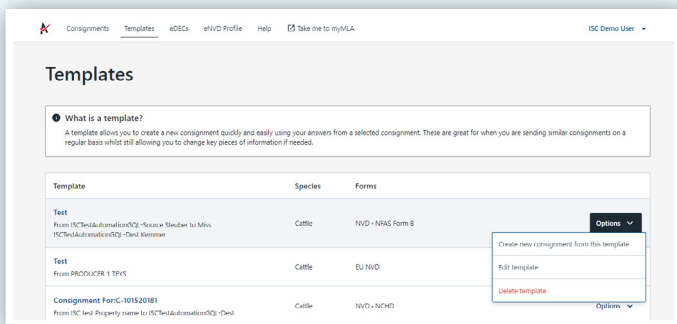 Consignments Templates eDECs eNVD Profile Help Take me to myMLA ISC Demo User
Templates
What is a template?
A template allows you to create a new consignment quickly and easily using your answers from a selected consignment. These are great for when you are sending similar consignments on a
regular basis whilst still allowing you to change key pieces of information if needed.
Template Species Forms
Test
From ISCTestAutomationGQL-Source Steuber to Miss
ISCTestAutomationGQL-Dest Kemmer
Cattle NVD • NFAS Form B Options
Create new consignment from this template
Edit template
Delete template
Test
From PRODUCER 1 TEYS
Cattle EU NVD
Consignment For:C-101520181
From ISC test Property name to ISCTestAutomationGQL-Dest
Cattle NVD • NCHD Options